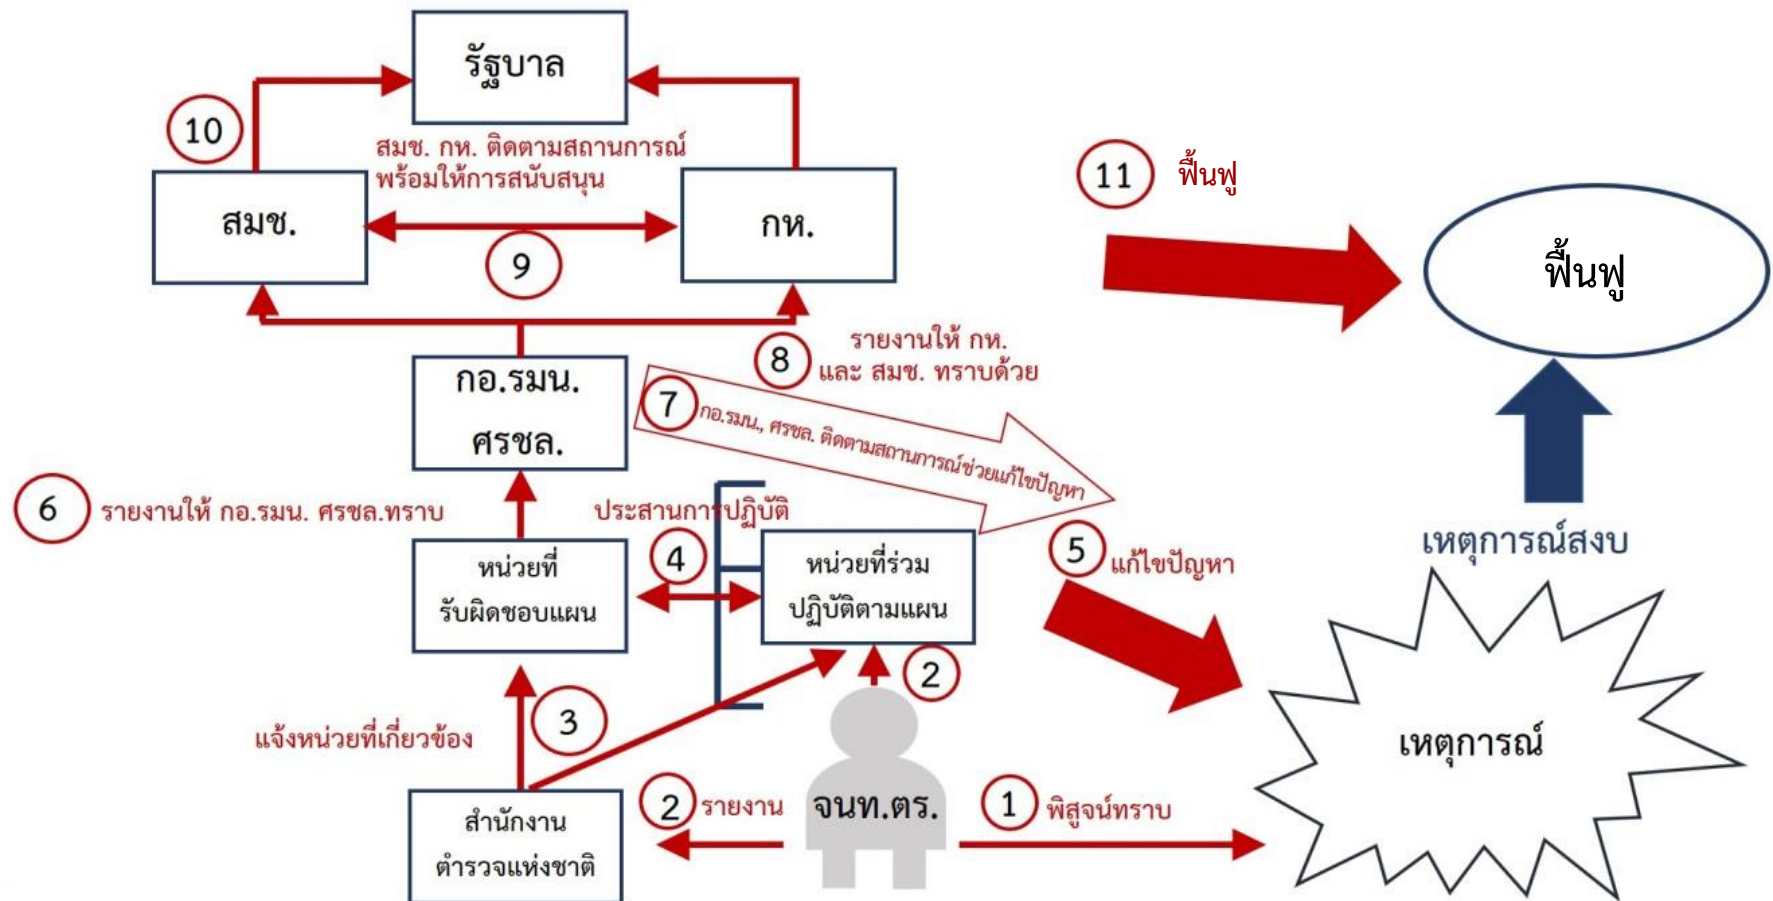 รัฐบาล
10
สมช. กห. ติดตามสถานการณ์
พร้อมให้การสนับสนุน
11 ฟื้นฟู
สมช.
กห.
9
ฟื้นฟู
8
รายงานให้ กห.
และ สมช. ทราบด้วย
กอ.รมน.
ศรชล.
7 กอ.รมน., ศรชล. ติดตามสถานการณ์ช่วยแก้ไขปัญหา
6 รายงานให้ กอ.รมน. ศรชล.ทราบ
ประสานการปฏิบัติ
4
5 แก้ไขปัญหา
เหตุการณ์สงบ
หน่วยที่
รับผิดชอบแผน
หน่วยที่ร่วม
ปฏิบัติตามแผน
2
3
แจ้งหน่วยที่เกี่ยวข้อง
เหตุการณ์
2 รายงาน
จนท.ตร.
1 พิสูจน์ทราบ
สำนักงาน
ตำรวจแห่งชาติ